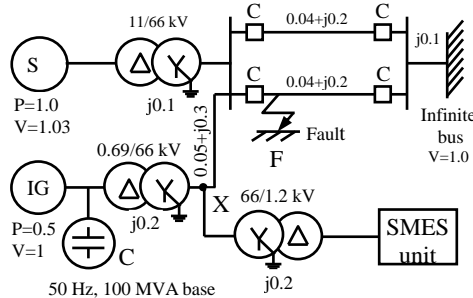 11/66 kV
C
0.04+j0.2
C
j0.1
S
Δ
Y
P=1.0
V=1.03
j0.1
C
0.04+j0.2
C
Infinite
bus
V=1.0
Fault
F
0.05+j0.3
0.69/66 kV
IG
Δ
Y
X
66/1.2 kV
P=0.5
V=1
j0.2
C
Y
Δ
SMES
unit
j0.2
50 Hz, 100 MVA base